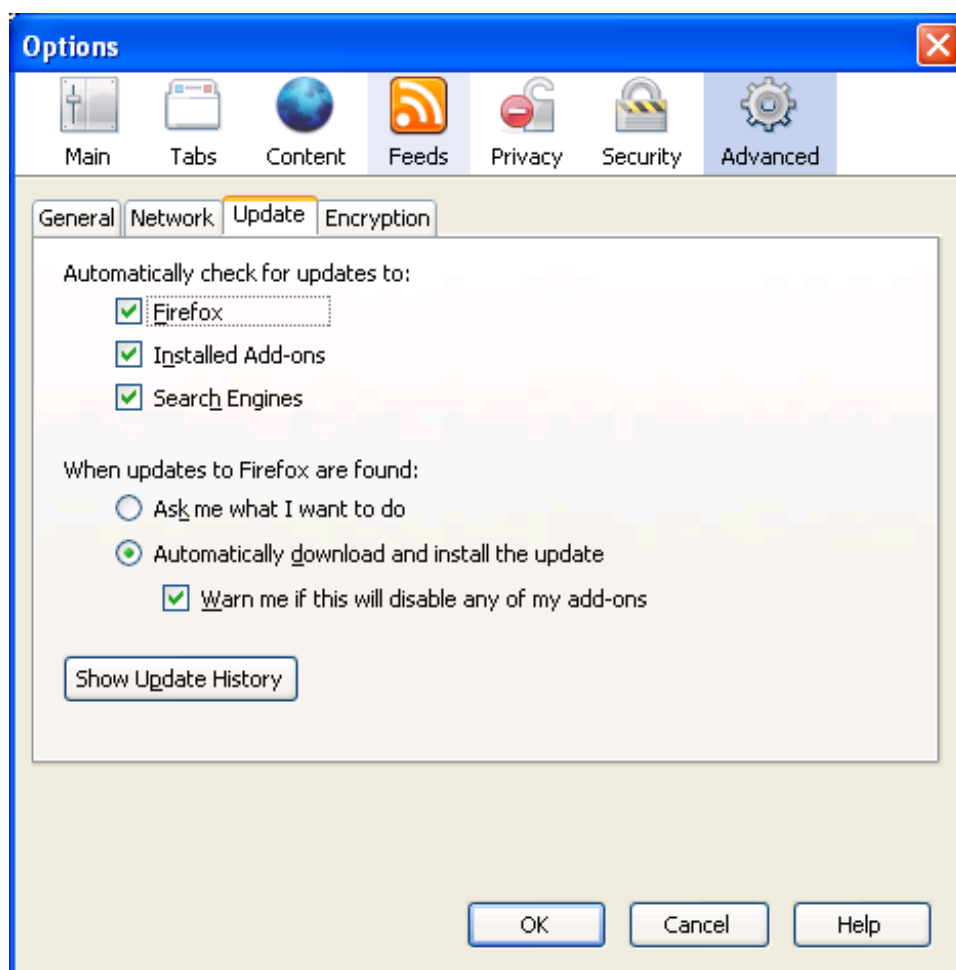 Options
Main Tabs Content Feeds Privacy Security Advanced
General Network Update Encryption
Automatically check for updates to:
Firefox
Installed Add-ons
Search Engines
When updates to Firefox are found:
Ask me what I want to do
Automatically download and install the update
Warn me if this will disable any of my add-ons
Show Update History
OK Cancel Help